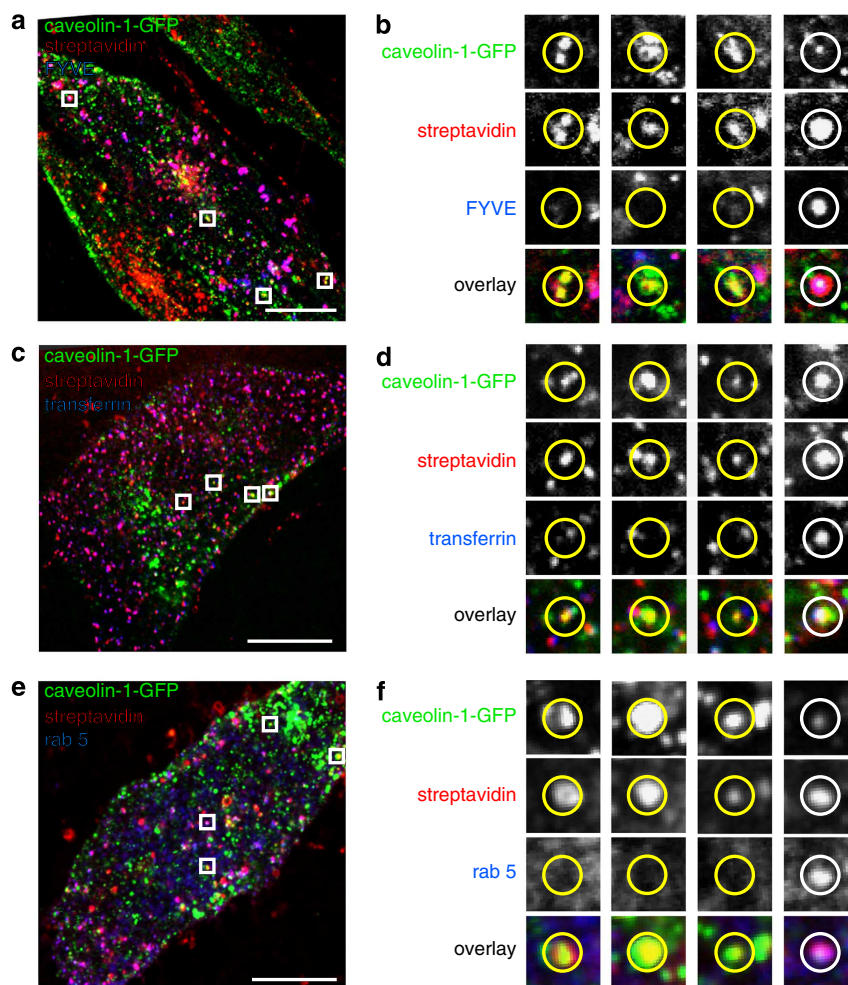 a
caveolin-1-GFP
streptavidin
FYVE
b
caveolin-1-GFP
streptavidin
FYVE
overlay
c
caveolin-1-GFP
streptavidin
transferrin
d
caveolin-1-GFP
streptavidin
transferrin
overlay
e
caveolin-1-GFP
streptavidin
rab 5
f
caveolin-1-GFP
streptavidin
rab 5
overlay